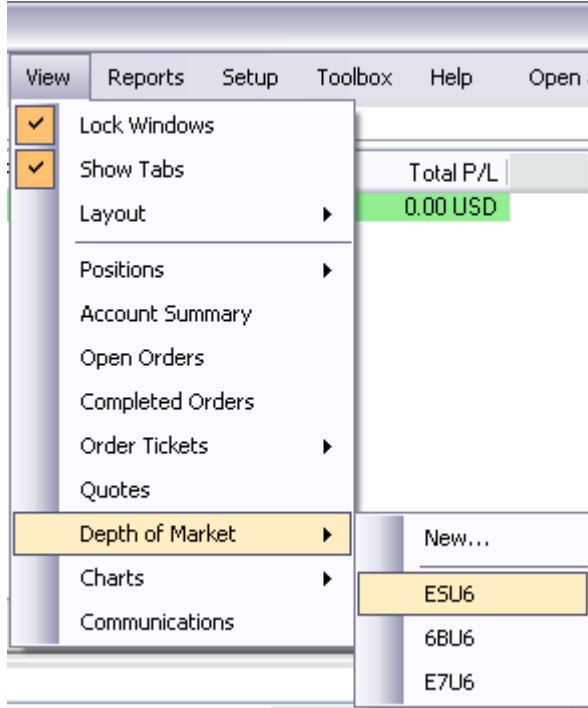 View Reports Setup Toolbox Help Open
Lock Windows
Show Tabs
Total P/L
Layout
0.00 USD
Positions
Account Summary
Open Orders
Completed Orders
Order Tickets
Quotes
Depth of Market
New...
Charts
ESU6
Communications
6BU6
E7U6